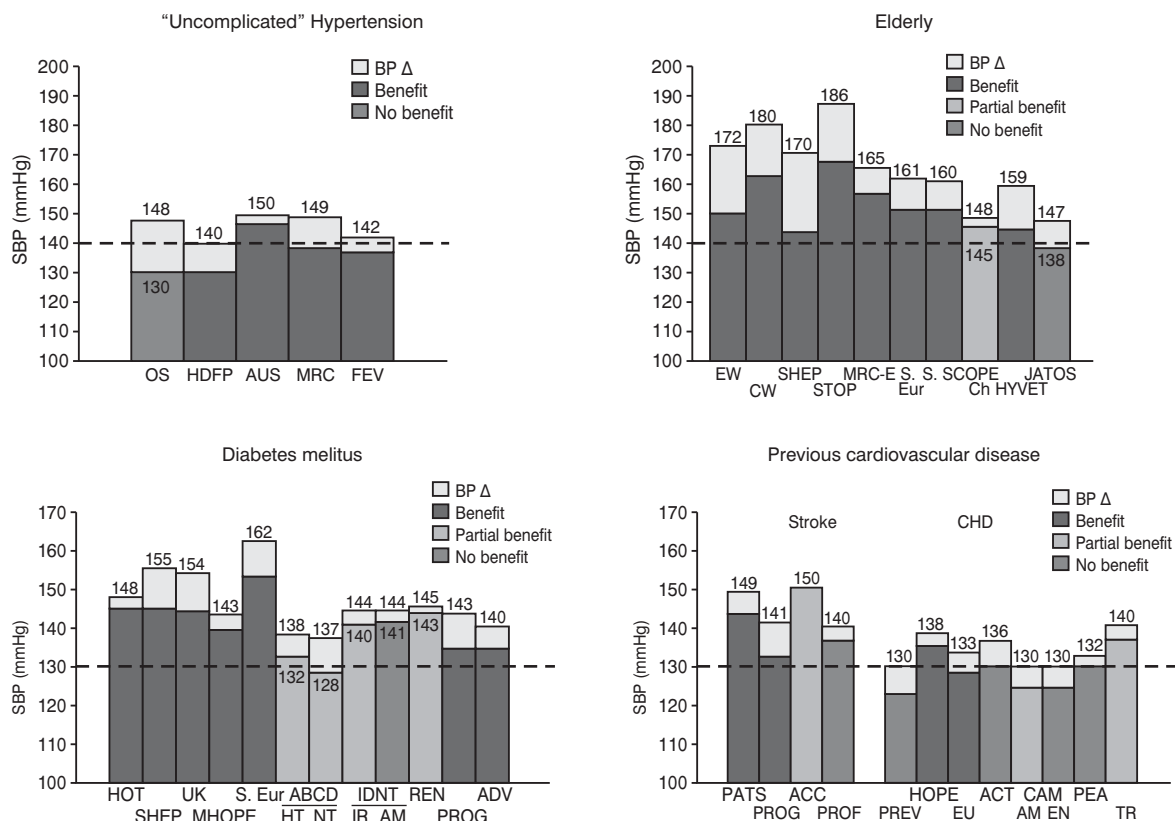 “Uncomplicated” Hypertension
BP Δ
Benefit
No benefit
SBP (mmHg)
200
190
180
170
160
150
140
130
120
110
100
148
130
140
150
149
142
OS HDFP AUS MRC FEV
Elderly
BP Δ
Benefit
Partial benefit
No benefit
SBP (mmHg)
200
190
180
170
160
150
140
130
120
110
100
172
180
170
186
165
161
160
148
145
159
147
138
EW SHEP MRC-E S. S. SCOPE JATOS
CW STOP Eur Ch HYVET
Diabetes melitus
BP Δ
Benefit
Partial benefit
No benefit
SBP (mmHg)
170
160
150
140
130
120
110
100
148
155
154
143
162
138
132
137
128
144
140
144
141
145
143
143
140
HOT UK S. Eur ABCD IDNT REN ADV
SHEP MHOPE HT NT IR AM PROG
Previous cardiovascular disease
BP Δ
Benefit
Partial benefit
No benefit
Stroke CHD
SBP (mmHg)
170
160
150
140
130
120
110
100
149
141
150
140
130
138
133
136
130
130
132
140
PATS ACC HOPE ACT CAM PEA
PROG PROF PREV EU AM EN TR